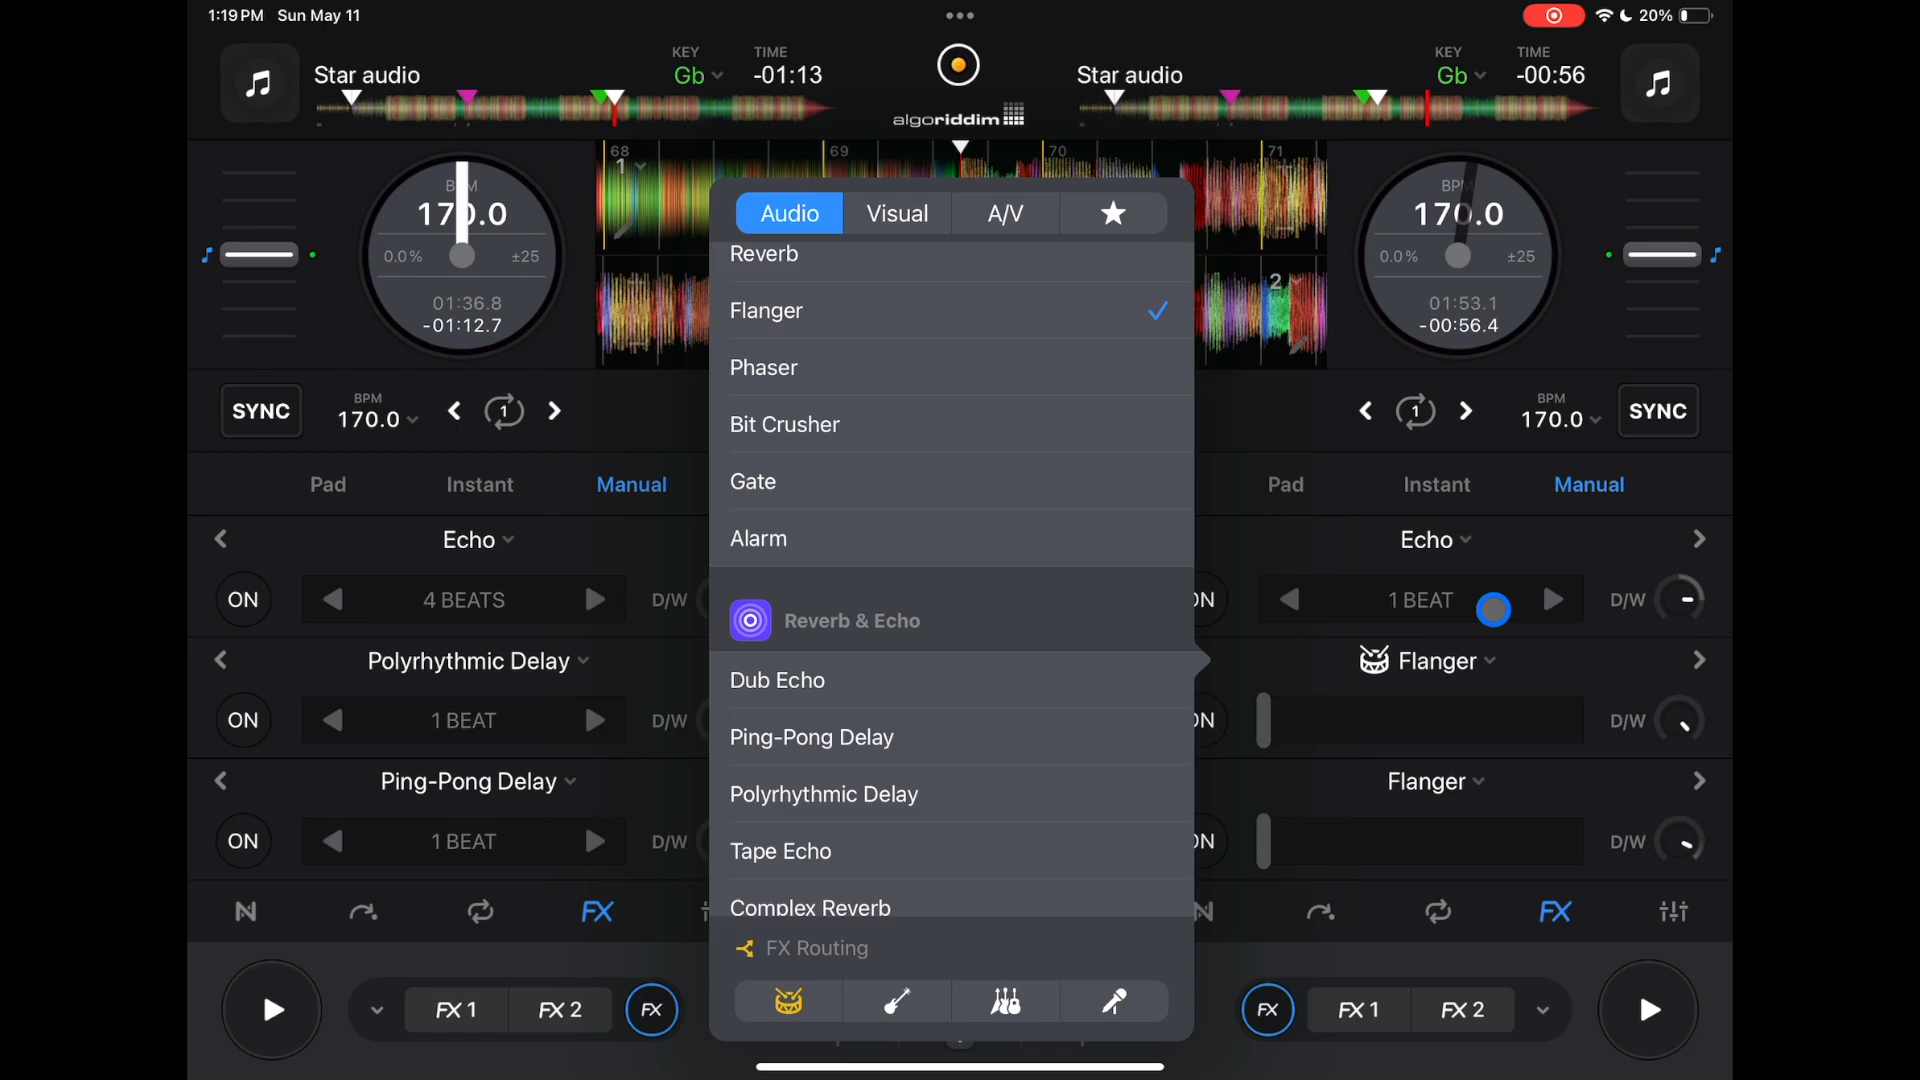 1:19 PM Sun May 11
20%
Star audio
KEY
Gb
TIME
-01:13
algoriddim
Star audio
KEY
Gb
TIME
-00:56
68
69
70
71
1
2
BPM
170.0
0.0%
±25
01:36.8
-01:12.7
BPM
170.0
0.0%
±25
01:53.1
-00:56.4
Audio
Visual
A/V
Reverb
Flanger
Phaser
Bit Crusher
Gate
Alarm
Reverb & Echo
Dub Echo
Ping-Pong Delay
Polyrhythmic Delay
Tape Echo
Complex Reverb
FX Routing
SYNC
BPM
170.0
1
1
BPM
170.0
SYNC
Pad
Instant
Manual
Pad
Instant
Manual
Echo
ON
4 BEATS
D/W
Polyrhythmic Delay
ON
1 BEAT
D/W
Ping-Pong Delay
ON
1 BEAT
D/W
Echo
ON
1 BEAT
D/W
Flanger
ON
D/W
Flanger
ON
D/W
FX
FX
FX 1
FX 2
FX
FX
FX 1
FX 2